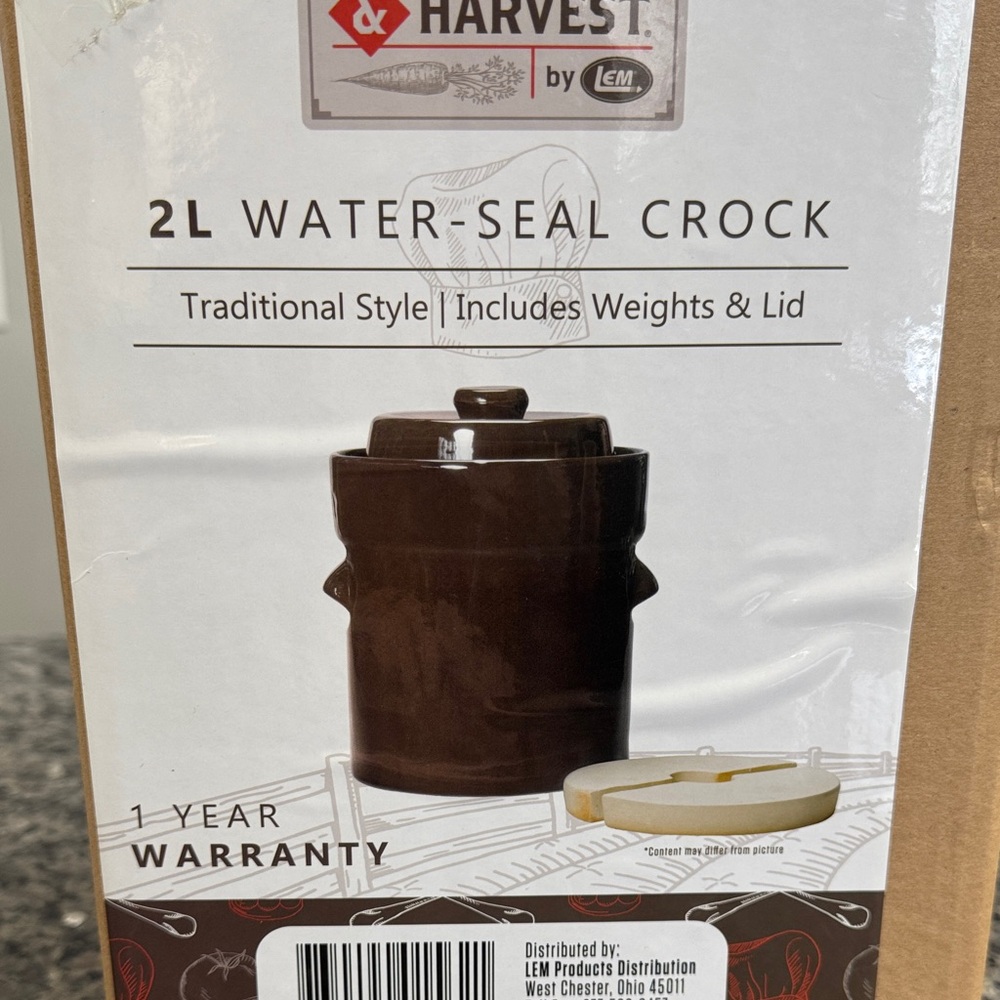 & HARVEST
by LEM
2L WATER-SEAL CROCK
Traditional Style | Includes Weights & Lid
1 YEAR
WARRANTY
*Content may differ from picture
Distributed by:
LEM Products Distribution
West Chester, Ohio 45011